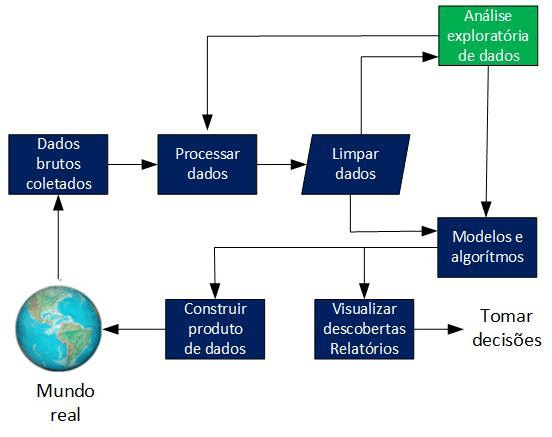 Análise
exploratória
de dados
Dados
brutos
coletados
Processar
dados
Limpar
dados
Modelos e
algorítmos
Construir
produto
de dados
Visualizar
descobertas
Relatórios
Tomar
decisões
Mundo
real